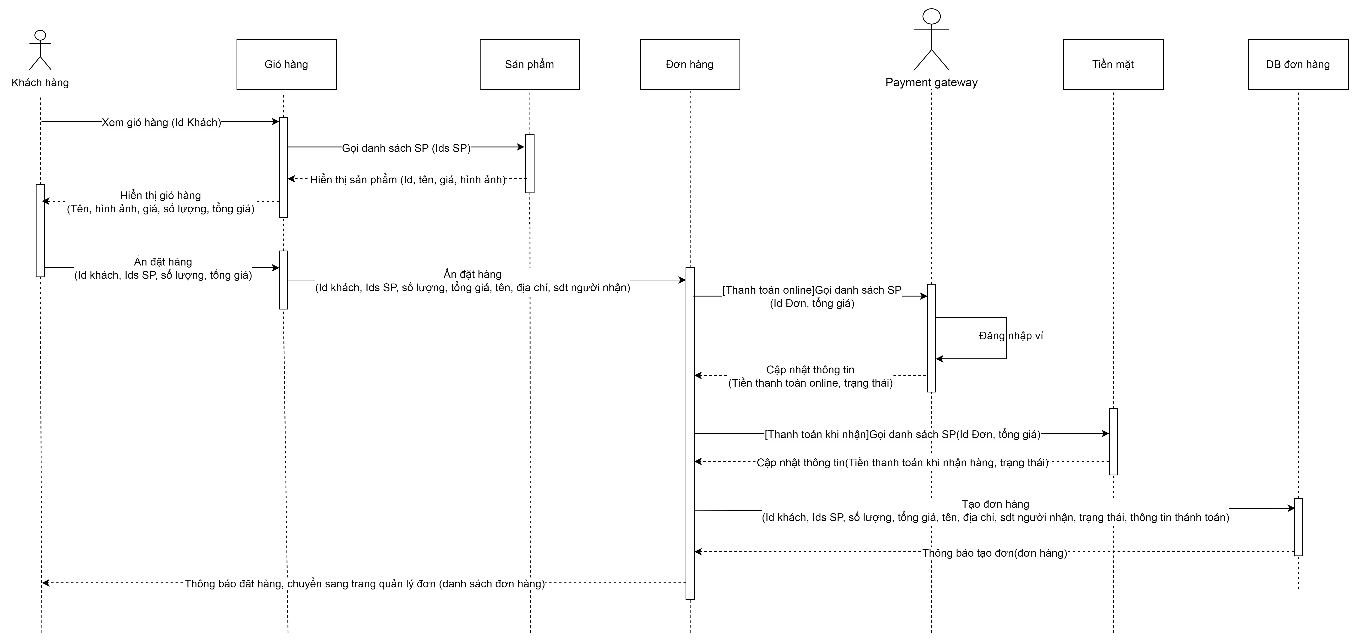 Khách hàng
Giỏ hàng
Sản phẩm
Đơn hàng
Payment gateway
Tiền mặt
DB đơn hàng
Xem giỏ hàng (Id Khách)
Gọi danh sách SP (Ids SP)
Hiển thị sản phẩm (Id, tên, giá, hình ảnh)
Hiển thị giỏ hàng
(Tên, hình ảnh, giá, số lượng, tổng giá)
Ấn đặt hàng
(Id khách, Ids SP, số lượng, tổng giá)
Ấn đặt hàng
(Id khách, Ids SP, số lượng, tổng giá, tên, địa chỉ, sdt người nhận)
[Thanh toán online]Gọi danh sách SP
(Id Đơn, tổng giá)
Đăng nhập ví
Cập nhật thông tin
(Tiền thanh toán online, trạng thái)
[Thanh toán khi nhận]Gọi danh sách SP(Id Đơn, tổng giá)
Cập nhật thông tin(Tiền thanh toán khi nhận hàng, trạng thái)
Tạo đơn hàng
(Id khách, Ids SP, số lượng, tổng giá, tên, địa chỉ, sdt người nhận, trạng thái, thông tin thánh toán)
Thông báo tạo đơn(đơn hàng)
Thông báo đặt hàng, chuyển sang trang quản lý đơn (danh sách đơn hàng)